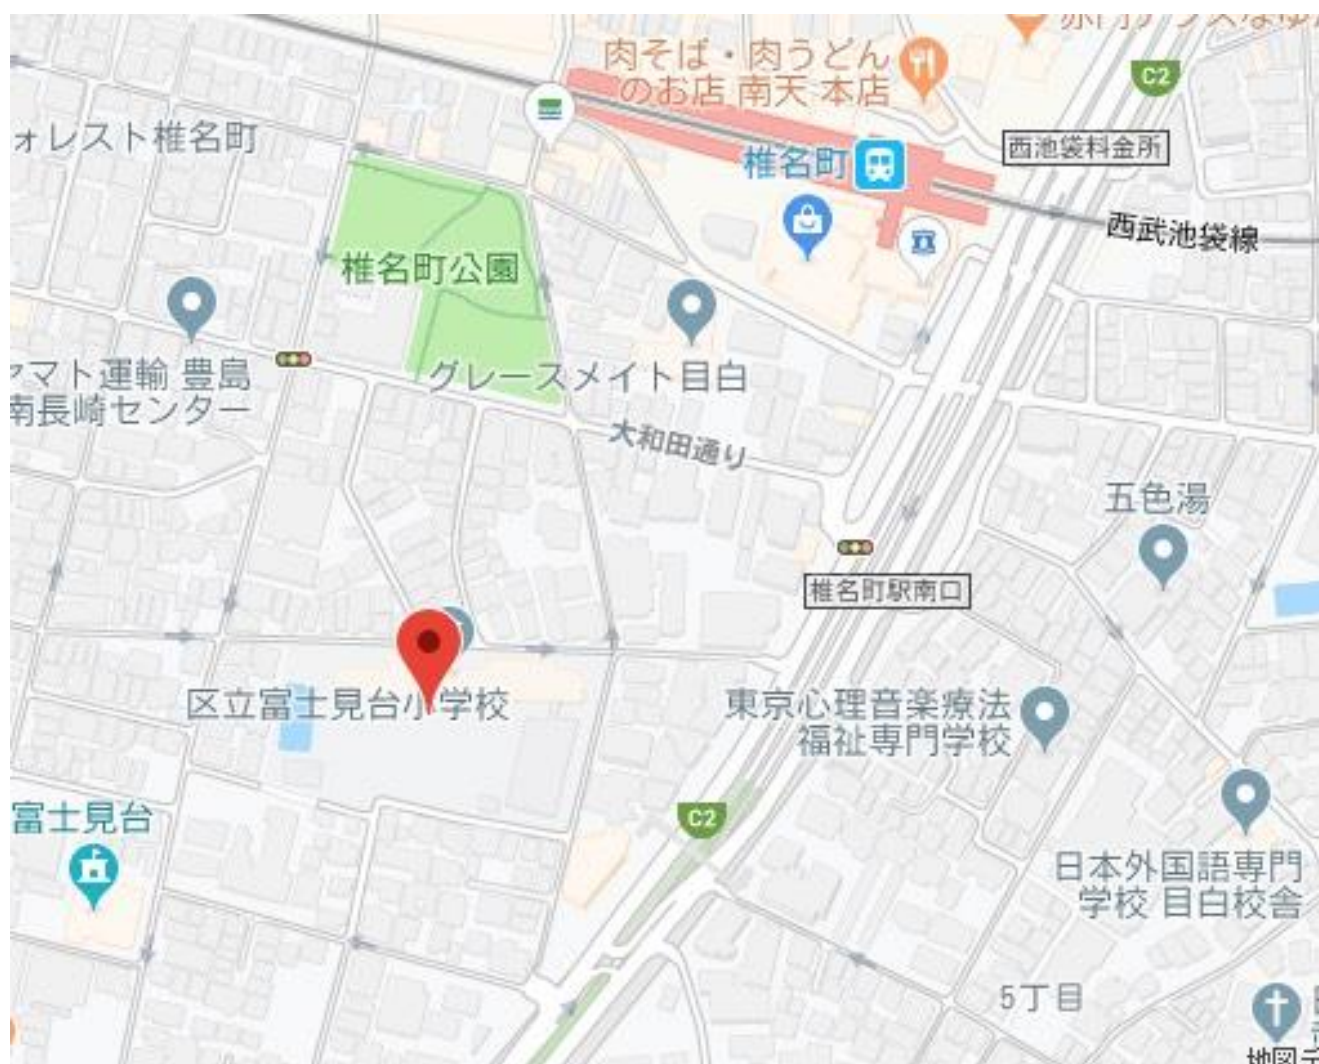 肉そば・肉うどん
のお店 南天 本店
C2
西池袋料金所
ォレスト椎名町
椎名町
西武池袋線
椎名町公園
マト運輸 豊島
南長崎センター
グレースメイト目白
大和田通り
五色湯
椎名町駅南口
区立富士見台小学校
東京心理音楽療法
福祉専門学校
富士見台
C2
日本外国語専門
学校 目白校舎
5丁目